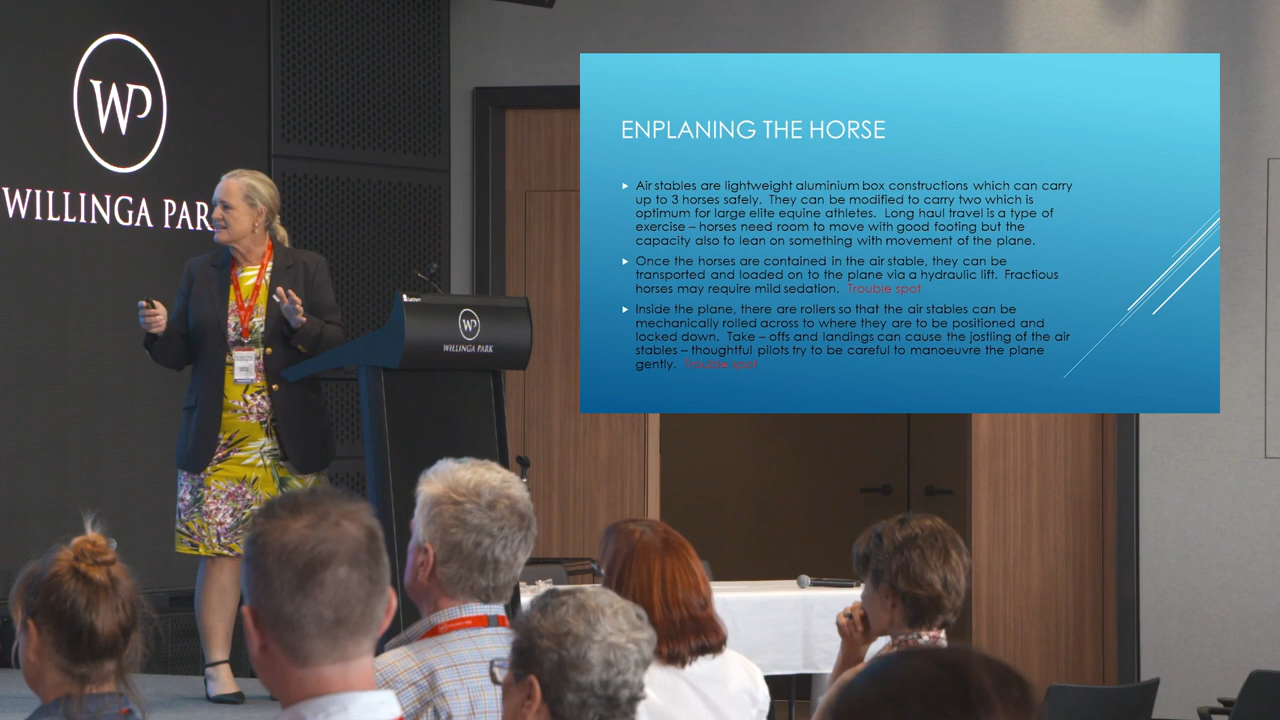 WP
WILLINGA PAR
ENPLANING THE HORSE
Air stables are lightweight aluminium box constructions which can carry
up to 3 horses safely. They can be modified to carry two which is
optimum for large elite equine athletes. Long haul travel is a type of
exercise – horses need room to move with good footing but the
capacity also to lean on something with movement of the plane.
Once the horses are contained in the air stable, they can be
transported and loaded on to the plane via a hydraulic lift. Fractious
horses may require mild sedation. Trouble spot
Inside the plane, there are rollers so that the air stables can be
mechanically rolled across to where they are to be positioned and
locked down. Take – offs and landings can cause the jostling of the air
stables – thoughtful pilots try to be careful to manoeuvre the plane
gently. Trouble spot
WP
WILLINGA PARK